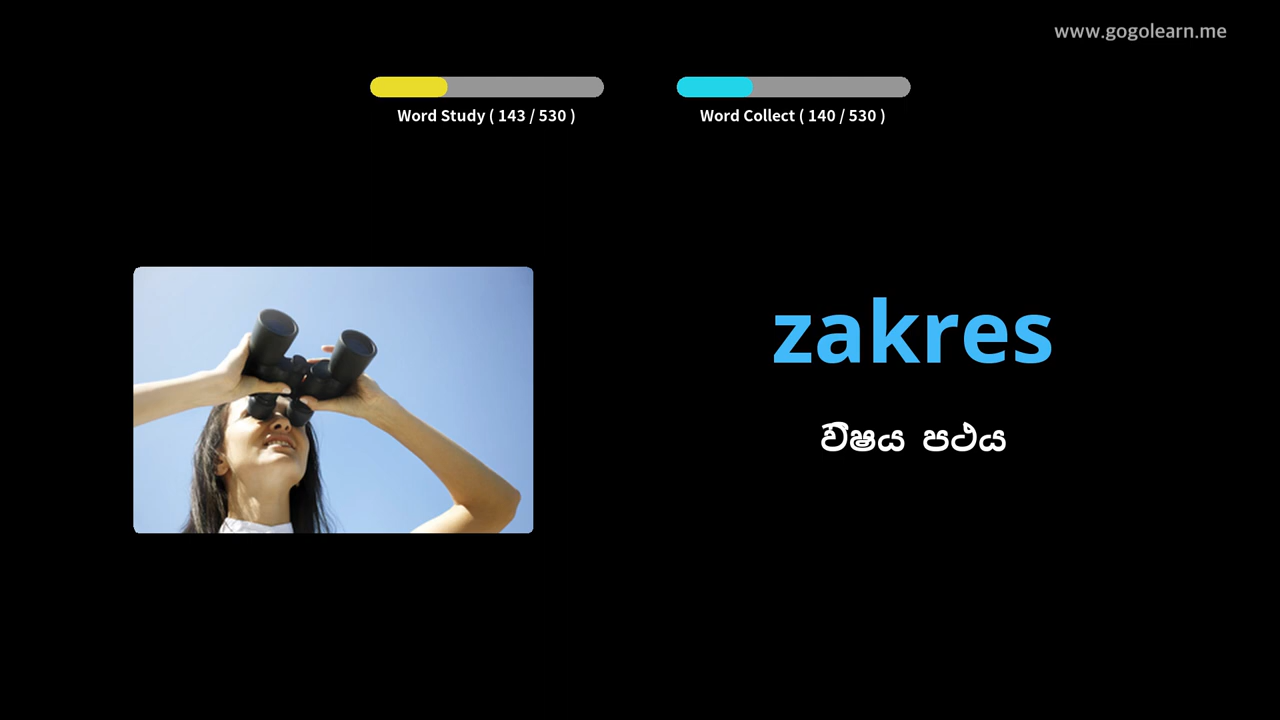 www.gogolearn.me
Word Study ( 143 / 530 )
Word Collect ( 140 / 530 )
zakres
විෂය පථය